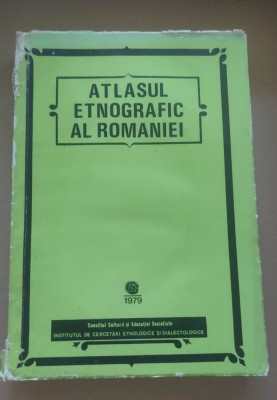 ATLASUL
ETNOGRAFIC
AL ROMANIEI
1979
Consiliul Culturii și Educației Socialiste
INSTITUTUL DE CERCETĂRI ETNOLOGICE ȘI DIALECTOLOGICE